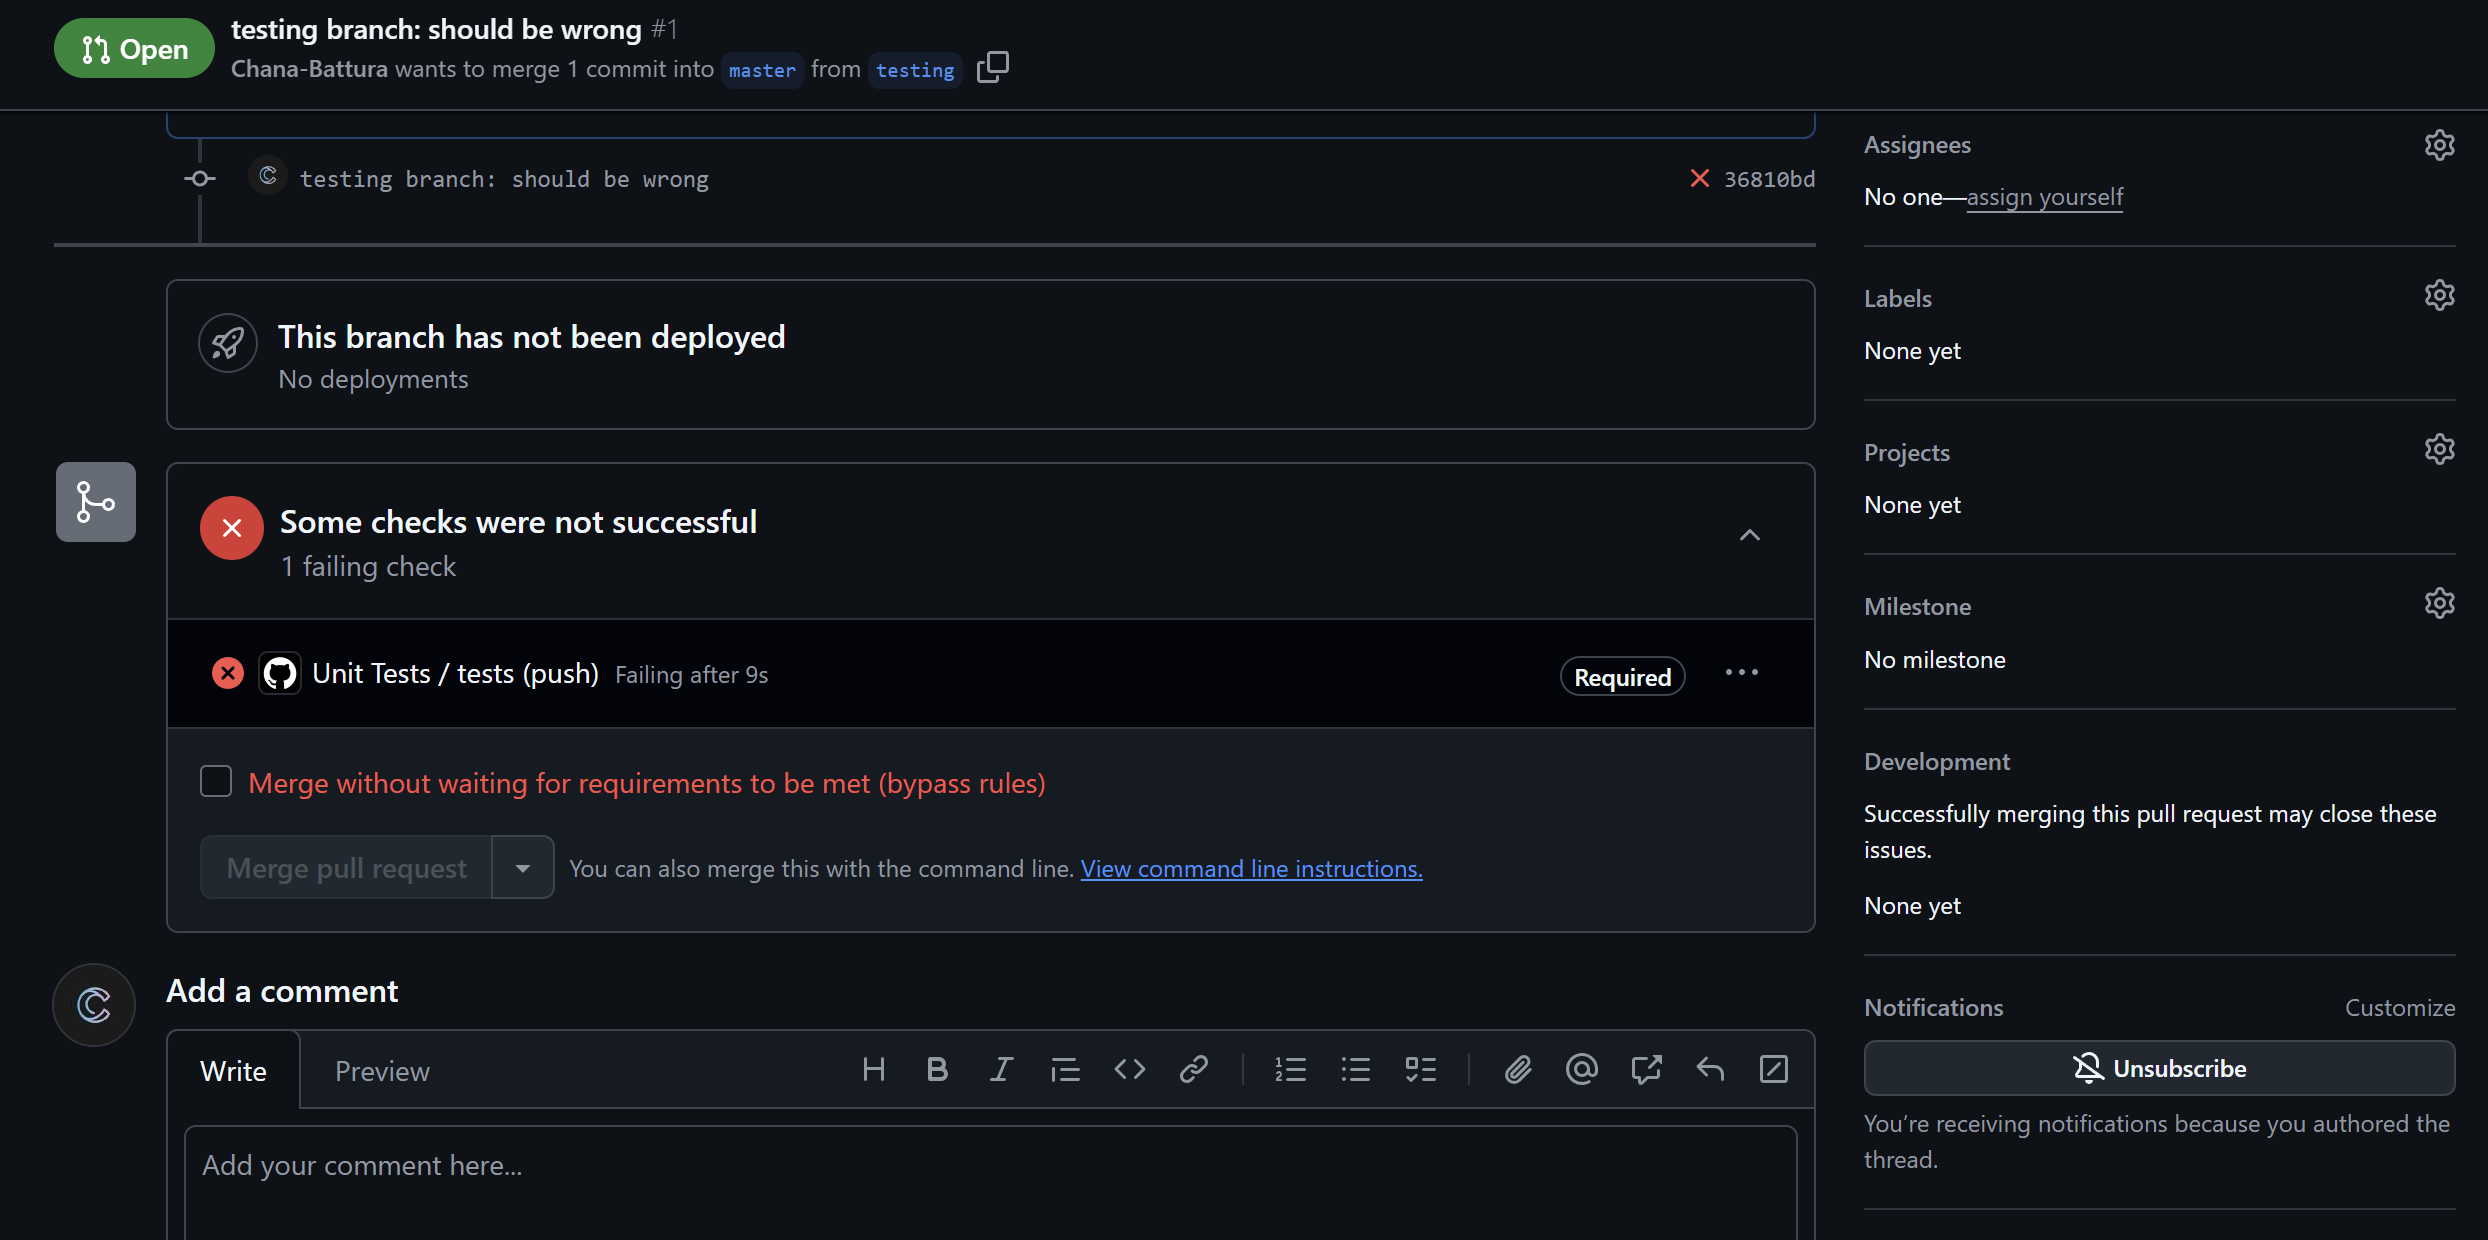 Open
testing branch: should be wrong #1
Chana-Battura wants to merge 1 commit into master from testing
testing branch: should be wrong
36810bd
This branch has not been deployed
No deployments
Some checks were not successful
1 failing check
Unit Tests / tests (push) Failing after 9s
Required
Merge without waiting for requirements to be met (bypass rules)
Merge pull request
You can also merge this with the command line. View command line instructions.
Add a comment
Write
Preview
Add your comment here...
Assignees
No one—assign yourself
Labels
None yet
Projects
None yet
Milestone
No milestone
Development
Successfully merging this pull request may close these
issues.
None yet
Notifications
Customize
Unsubscribe
You’re receiving notifications because you authored the
thread.